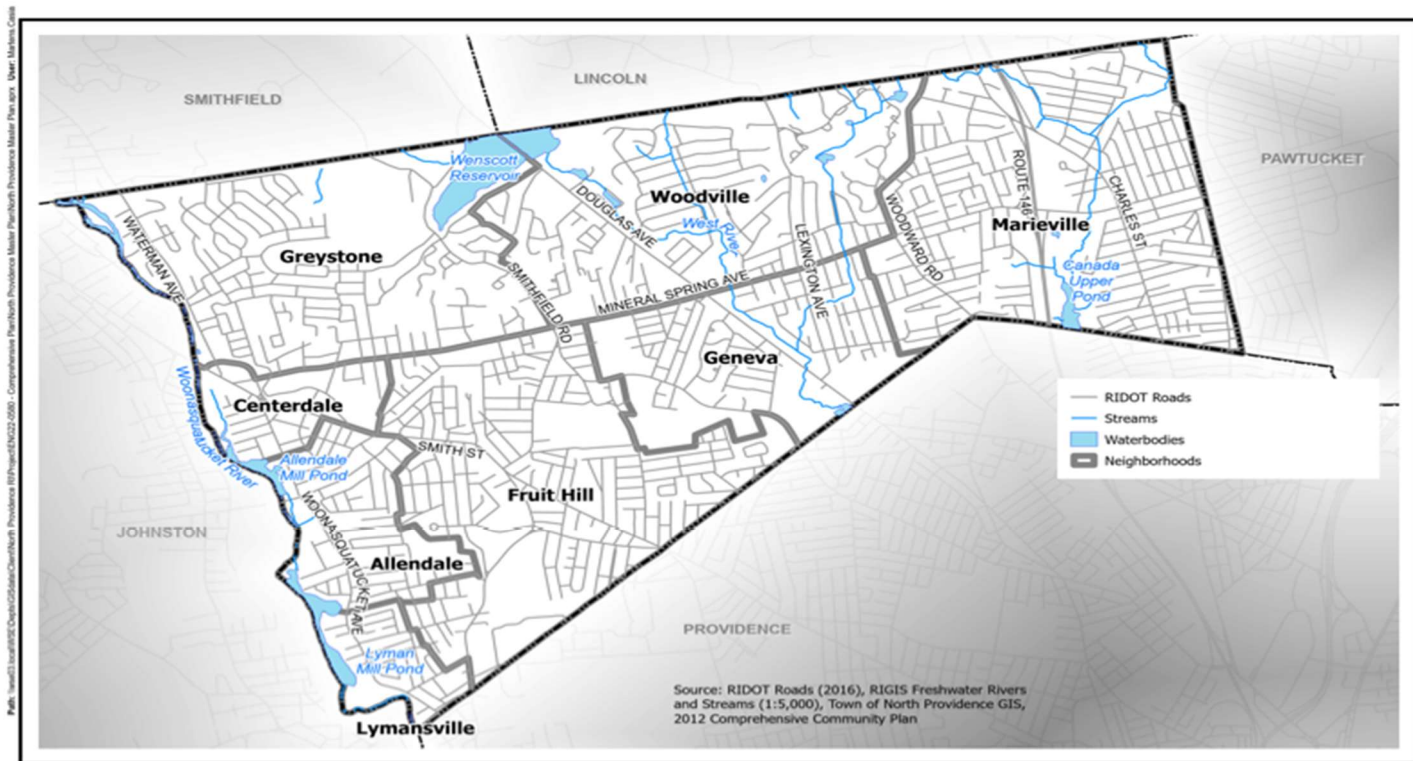 LINCOLN
SMITHFIELD
PAWTUCKET
Wenscott
Reservoir
Woodville
DOUGLAS AVE
West River
WATERMAN AVE
Greystone
SMITHFIELD RD
MINERAL SPRING AVE
LEXINGTON AVE
WOODWARD RD
ROUTE-146
CHARLES ST
Marieville
Canada
Upper
Pond
Geneva
Centerdale
Woonasquatucket River
SMITH ST
Allendale
Mill Pond
Fruit Hill
WOONASQUATUCKET AVE
JOHNSTON
Allendale
PROVIDENCE
Lyman
Mill Pond
Lymansville
RIDOT Roads
Streams
Waterbodies
Neighborhoods
Source: RIDOT Roads (2016), RIGIS Freshwater Rivers
and Streams (1:5,000), Town of North Providence GIS,
2012 Comprehensive Community Plan